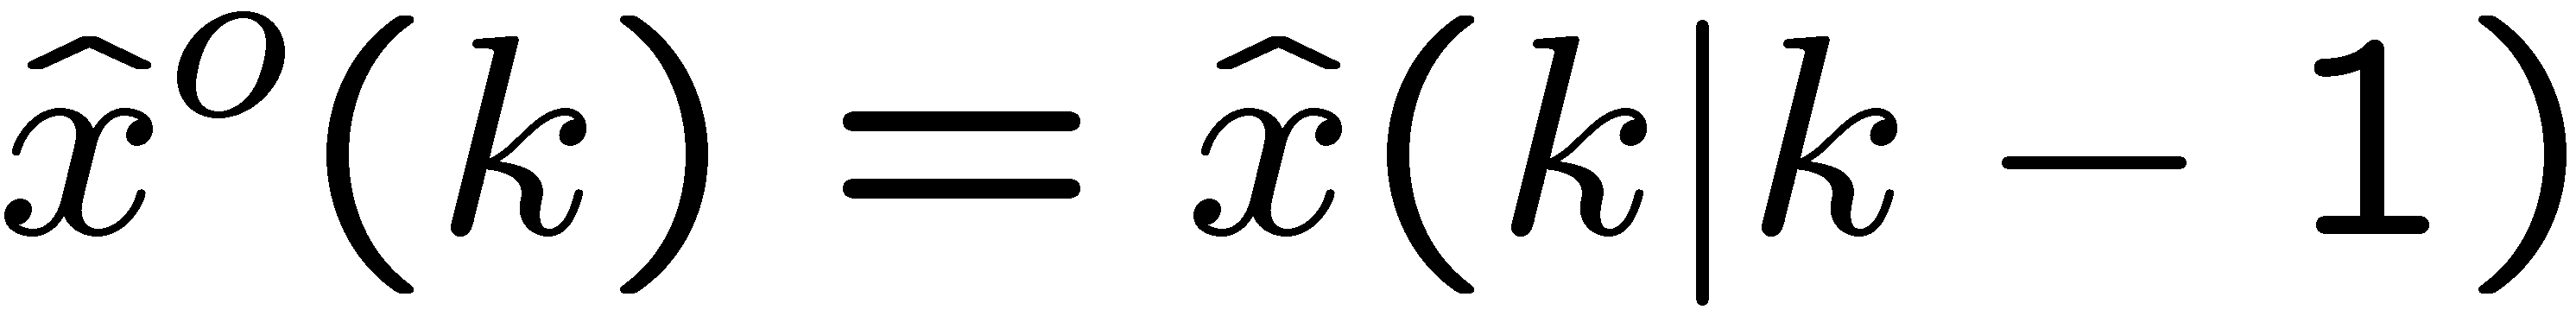 x̂ᴼ(k) = x̂(k|k − 1)